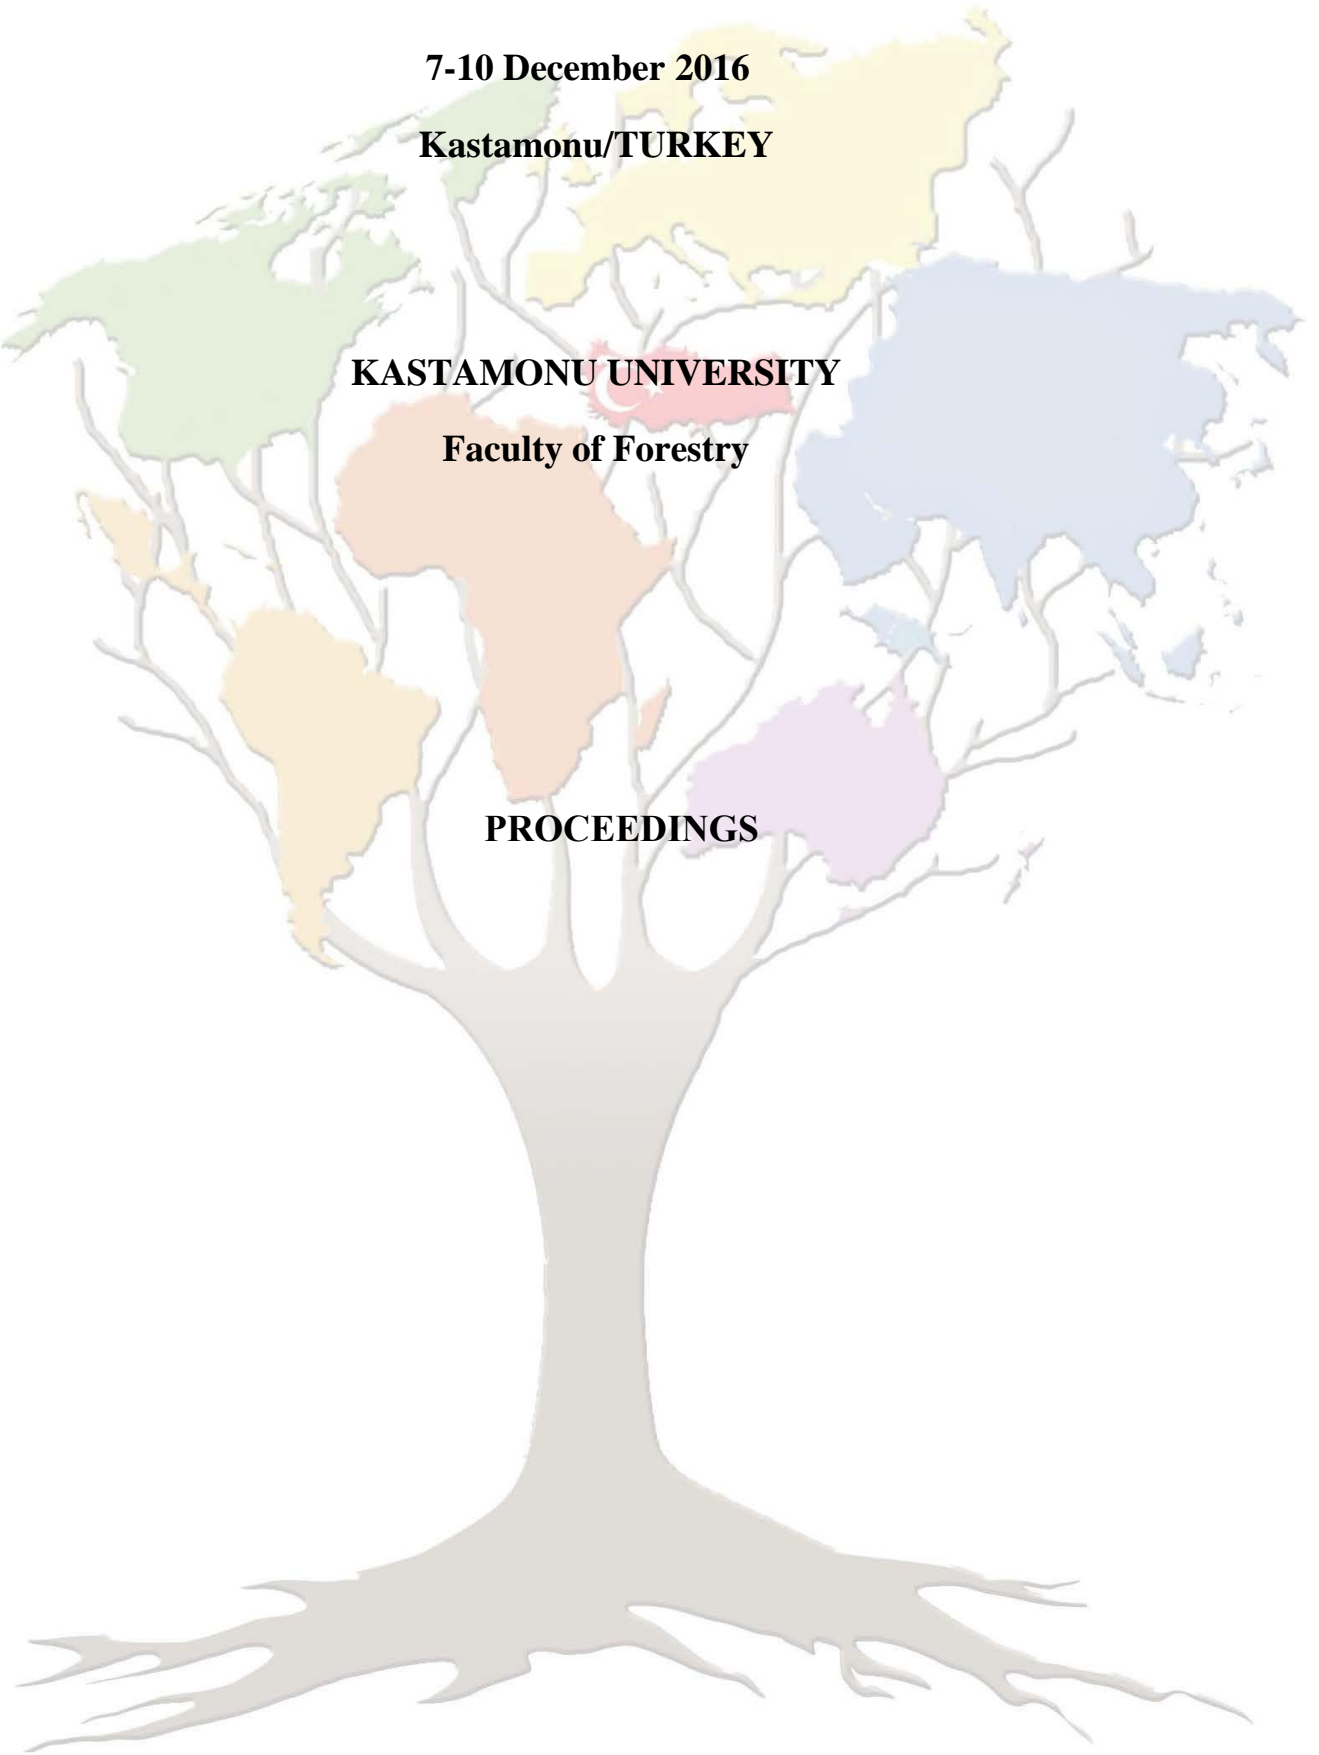 7-10 December 2016
Kastamonu/TURKEY
KASTAMONU UNIVERSITY
Faculty of Forestry
PROCEEDINGS